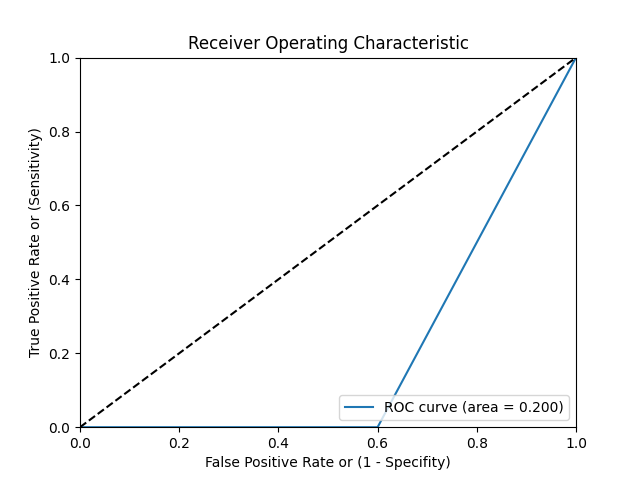 Receiver Operating Characteristic
1.0
0.8
0.6
0.4
0.2
0.0
True Positive Rate or (Sensitivity)
ROC curve (area = 0.200)
0.0 0.2 0.4 0.6 0.8 1.0
False Positive Rate or (1 - Specifity)